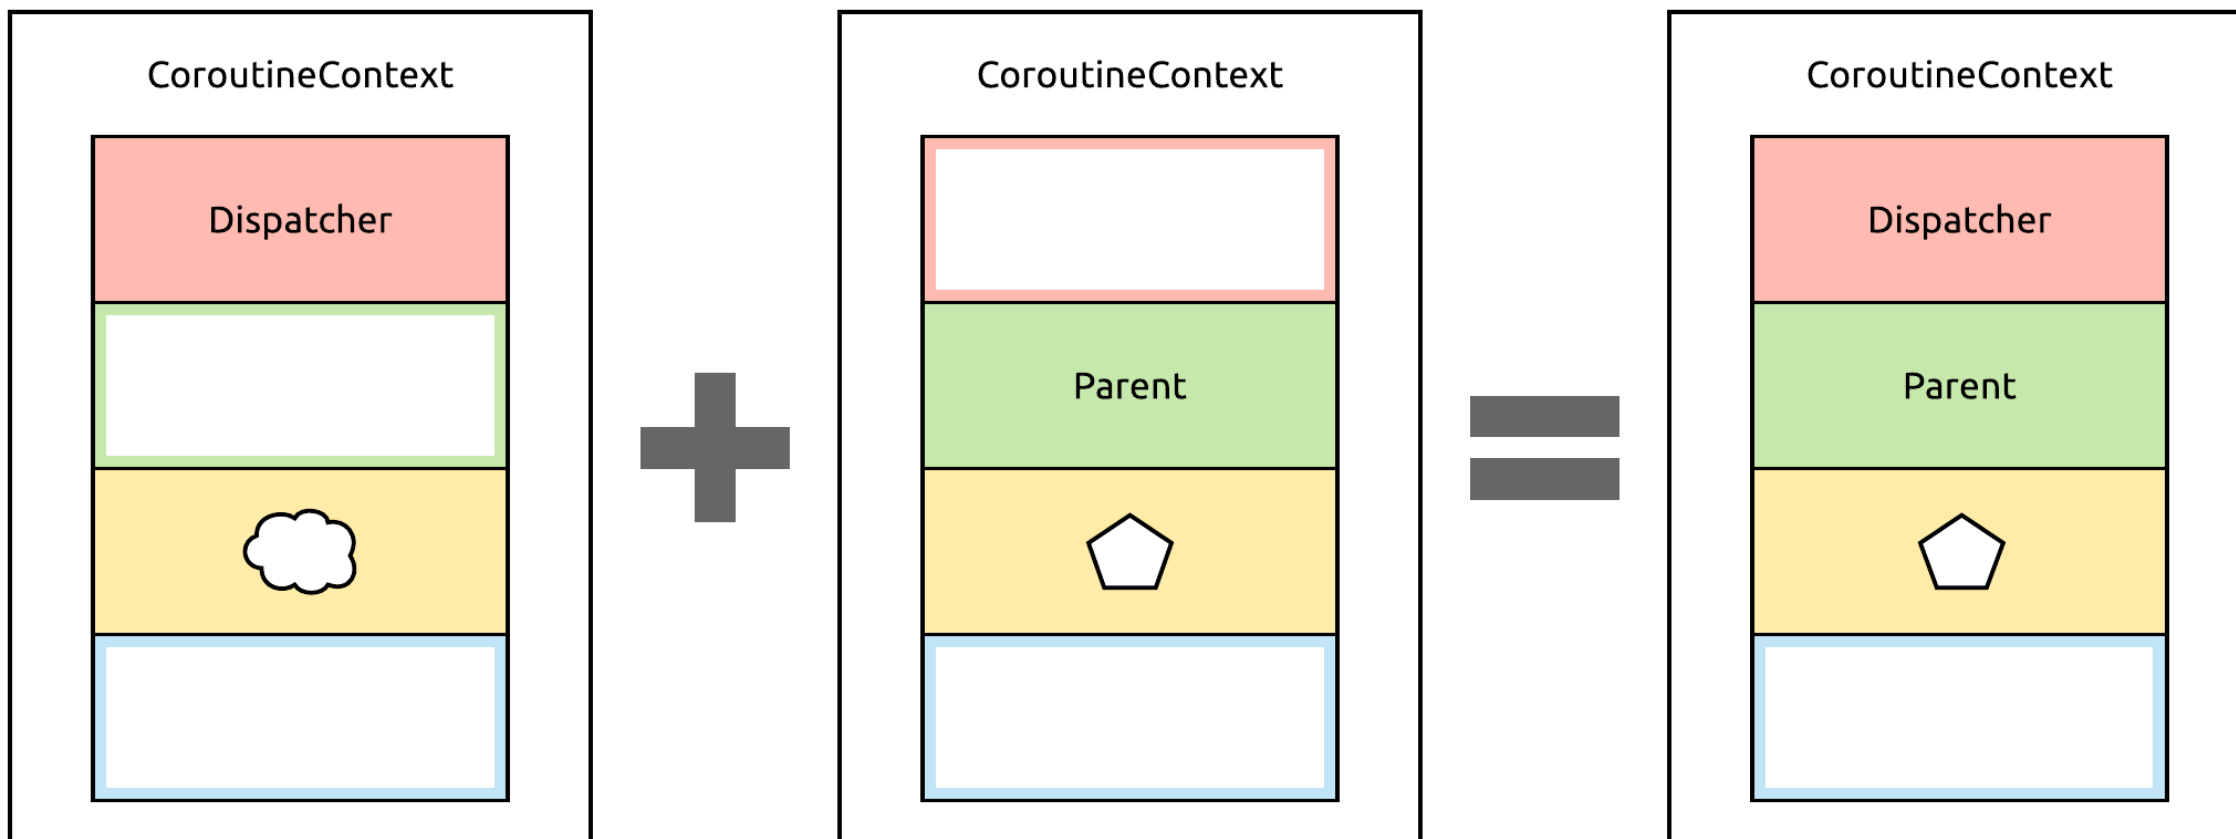 CoroutineContext
Dispatcher
CoroutineContext
Parent
CoroutineContext
Dispatcher
Parent